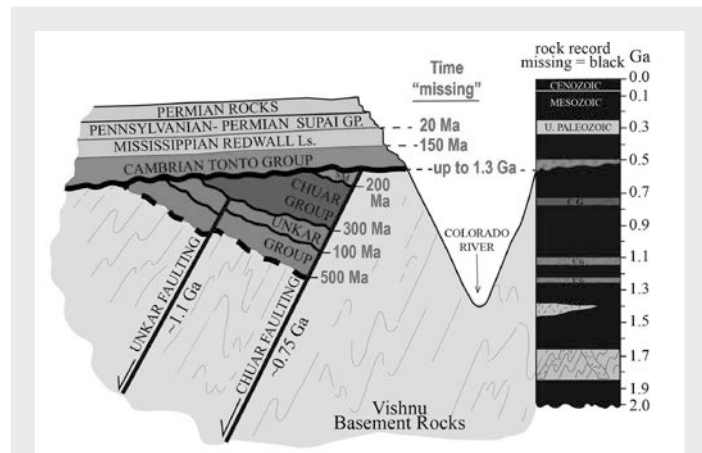 rock record
missing = black
Ga
Time
"missing"
PERMIAN ROCKS
PENNSYLVANIAN- PERMIAN SUPAI GP.
20 Ma
MISSISSIPPIAN REDWALL Ls.
150 Ma
CAMBRIAN TONTO GROUP
up to 1.3 Ga
CHUAR
GROUP
200
Ma
UNKAR
GROUP
300 Ma
100 Ma
500 Ma
UNKAR FAULTING
~1.1 Ga
CHUAR FAULTING
~0.75 Ga
COLORADO
RIVER
Vishnu
Basement Rocks
CENOZOIC
MESOZOIC
U. PALEOZOIC
0.0
0.1
0.3
0.5
0.7
0.9
1.1
1.3
1.5
1.7
1.9
2.0